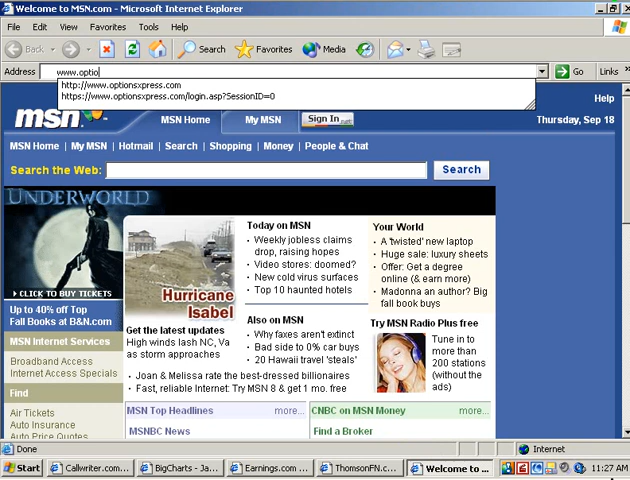 Welcome to MSN.com - Microsoft Internet Explorer
File Edit View Favorites Tools Help
Back Search Favorites Media
Address www.optio Go Links »
http://www.optionsxpress.com
https://www.optionsxpress.com/login.asp?SessionID=0
Help
msn MSN Home My MSN Sign In .net Thursday, Sep 18
MSN Home | My MSN | Hotmail | Search | Shopping | Money | People & Chat
Search the Web: Search
UNDERWORLD
CLICK TO BUY TICKETS
Up to 40% off Top
Fall Books at B&N.com
MSN Internet Services
Broadband Access
Internet Access Specials
Find
Air Tickets
Auto Insurance
Auto Price Quotes
Hurricane
Isabel
Get the latest updates
High winds lash NC, Va
as storm approaches
Today on MSN
· Weekly jobless claims
drop, raising hopes
· Video stores: doomed?
· New cold virus surfaces
· Top 10 haunted hotels
Also on MSN
· Why faxes aren't extinct
· Bad side to 0% car buys
· 20 Hawaii travel 'steals'
· Joan & Melissa rate the best-dressed billionaires
· Fast, reliable Internet: Try MSN 8 & get 1 mo. free
Your World
· A 'twisted' new laptop
· Huge sale: luxury sheets
· Offer: Get a degree
online (& earn more)
· Madonna an author? Big
fall book buys
Try MSN Radio Plus free
Tune in to
more than
200 stations
(without the
ads)
MSN Top Headlines more...
MSNBC News
CNBC on MSN Money more...
Find a Broker
Done Internet
Start Callwriter.com... BigCharts - Ja... Earnings.com ... ThomsonFN.c... Welcome to ... 11:27 AM